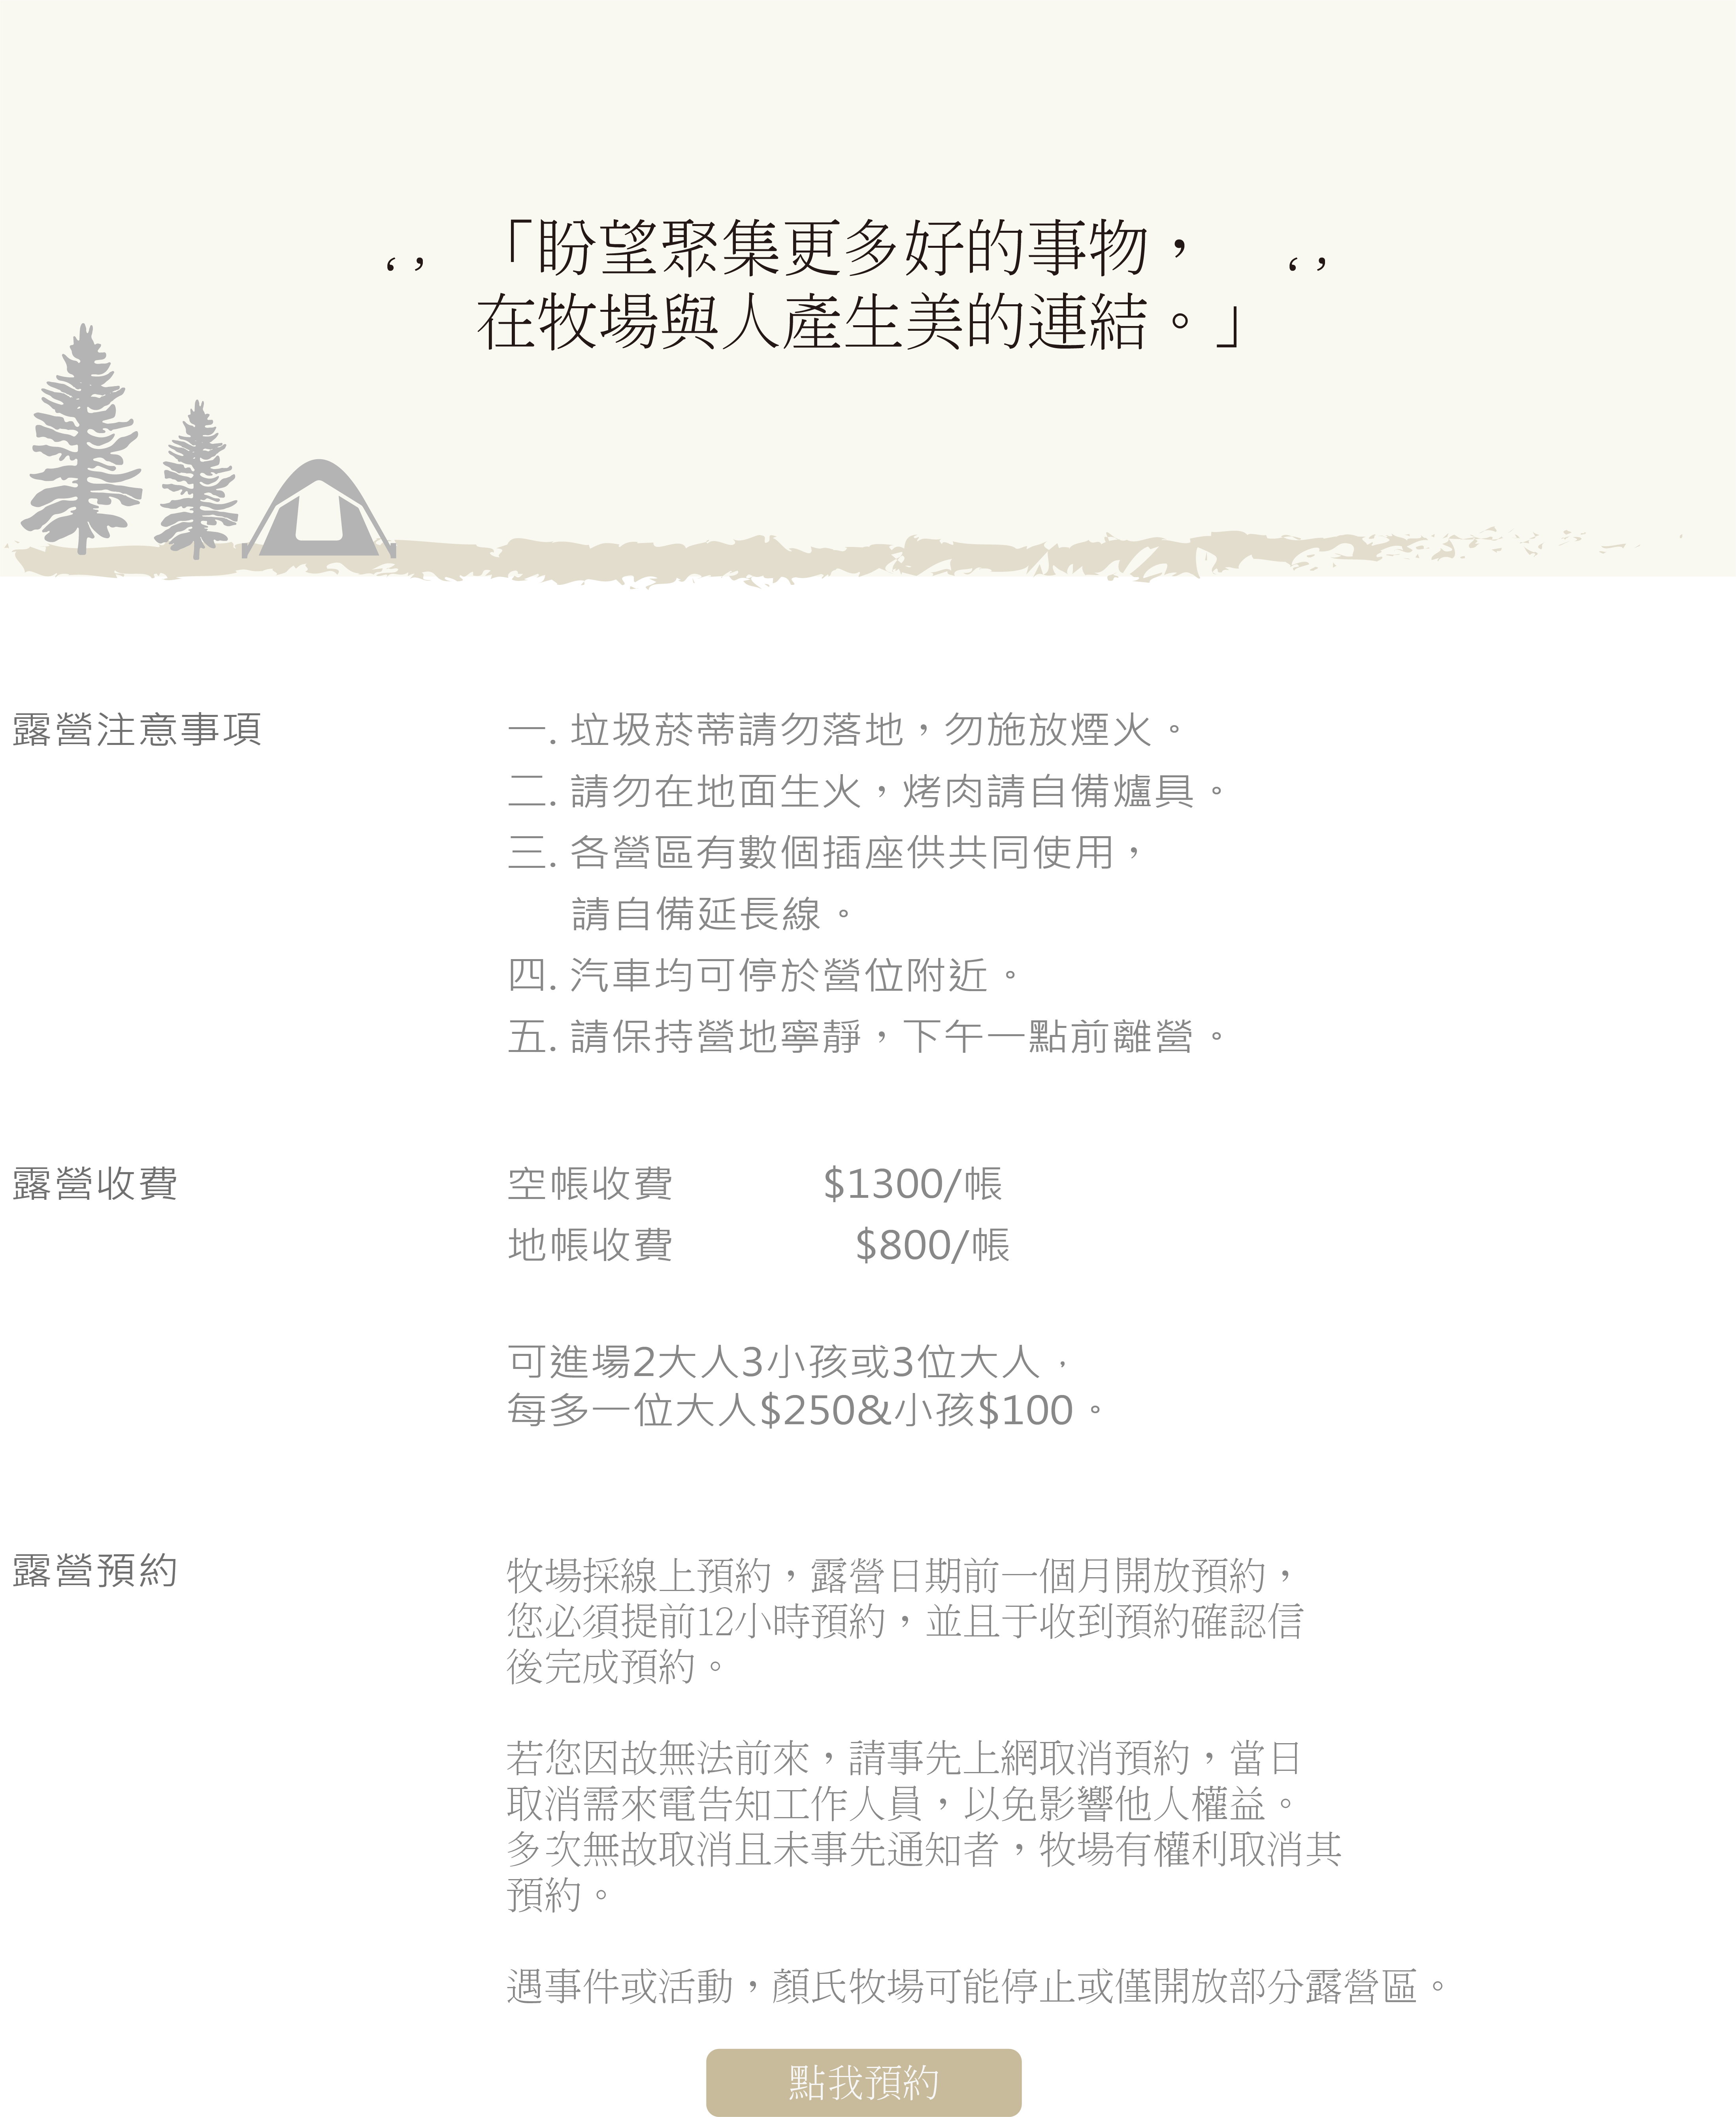 ‘ ’ 「盼望聚集更多好的事物， ‘ ’
在牧場與人產生美的連結。」
露營注意事項
一. 垃圾菸蒂請勿落地，勿施放煙火。
二. 請勿在地面生火，烤肉請自備爐具。
三. 各營區有數個插座供共同使用，
請自備延長線。
四. 汽車均可停於營位附近。
五. 請保持營地寧靜，下午一點前離營。
露營收費
空帳收費 $1300/帳
地帳收費 $800/帳
可進場2大人3小孩或3位大人，
每多一位大人$250&小孩$100。
露營預約
牧場採線上預約，露營日期前一個月開放預約，
您必須提前12小時預約，並且于收到預約確認信
後完成預約。
若您因故無法前來，請事先上網取消預約，當日
取消需來電告知工作人員，以免影響他人權益。
多次無故取消且未事先通知者，牧場有權利取消其
預約。
遇事件或活動，顏氏牧場可能停止或僅開放部分露營區。
點我預約